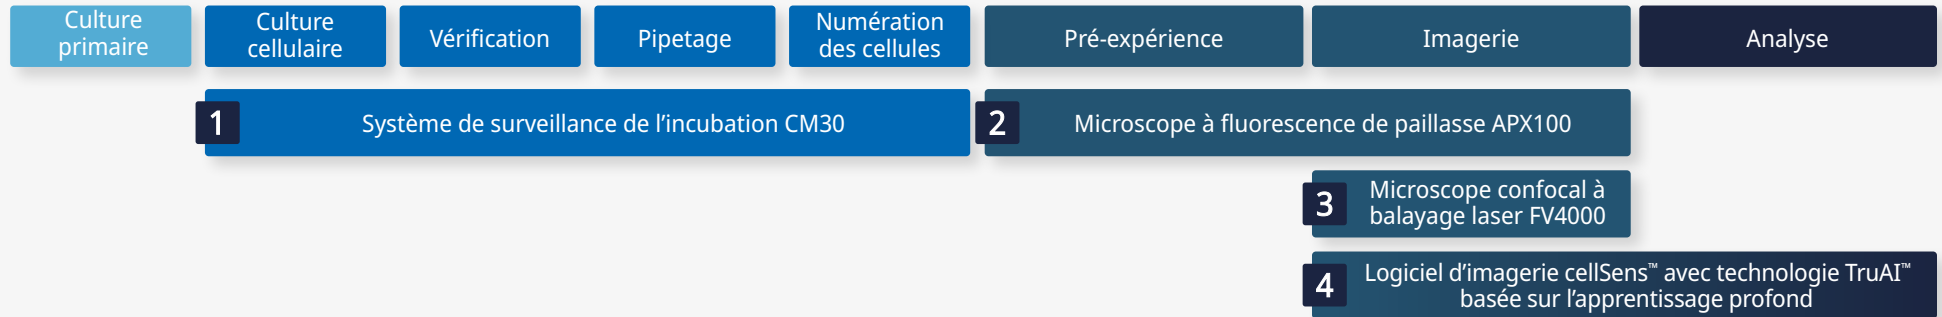 Culture
primaire
Culture
cellulaire
Vérification
Pipetage
Numération
des cellules
Pré-expérience
Imagerie
Analyse
1
Système de surveillance de l’incubation CM30
2
Microscope à fluorescence de paillasse APX100
3
Microscope confocal à
balayage laser FV4000
4
Logiciel d’imagerie cellSens™ avec technologie TruAI™
basée sur l’apprentissage profond